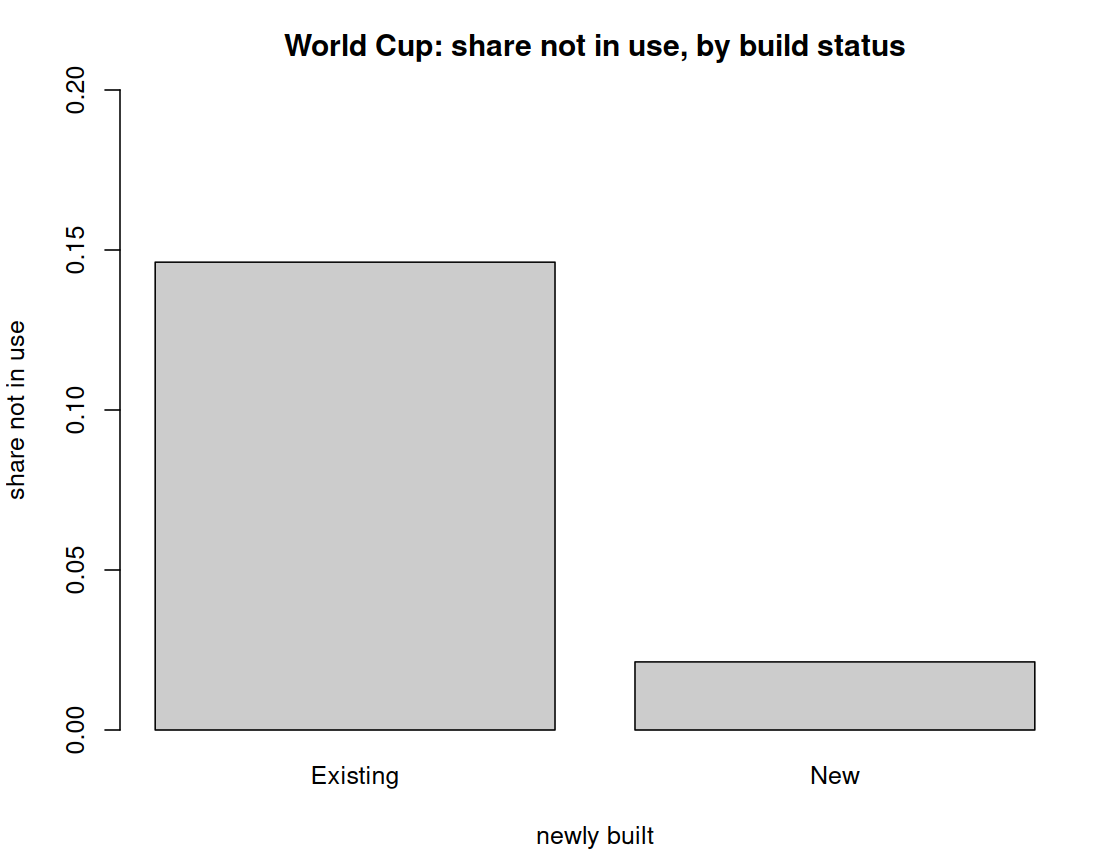 World Cup: share not in use, by build status
share not in use
0.20
0.15
0.10
0.05
0.00
Existing
New
newly built